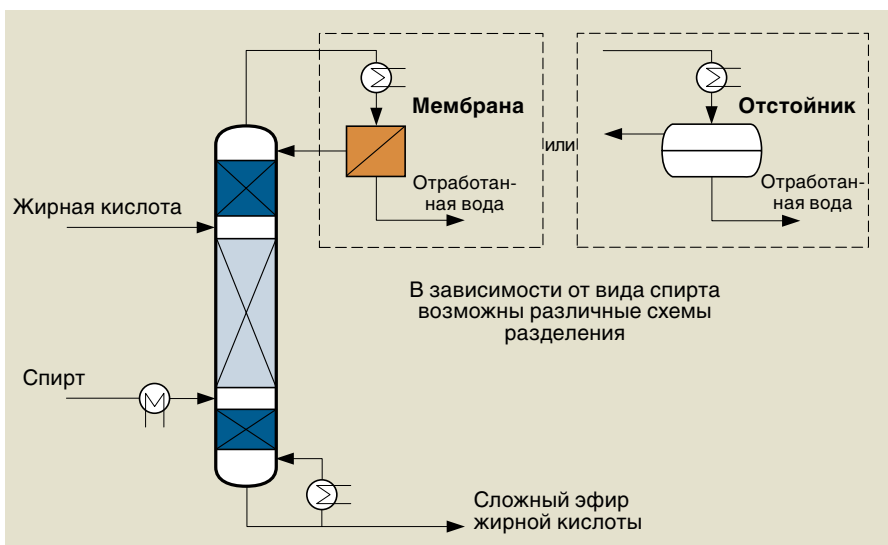 Мембрана
Отстойник
или
Отработан-
ная вода
Отработан-
ная вода
Жирная кислота
В зависимости от вида спирта
возможны различные схемы
разделения
Спирт
Сложный эфир
жирной кислоты